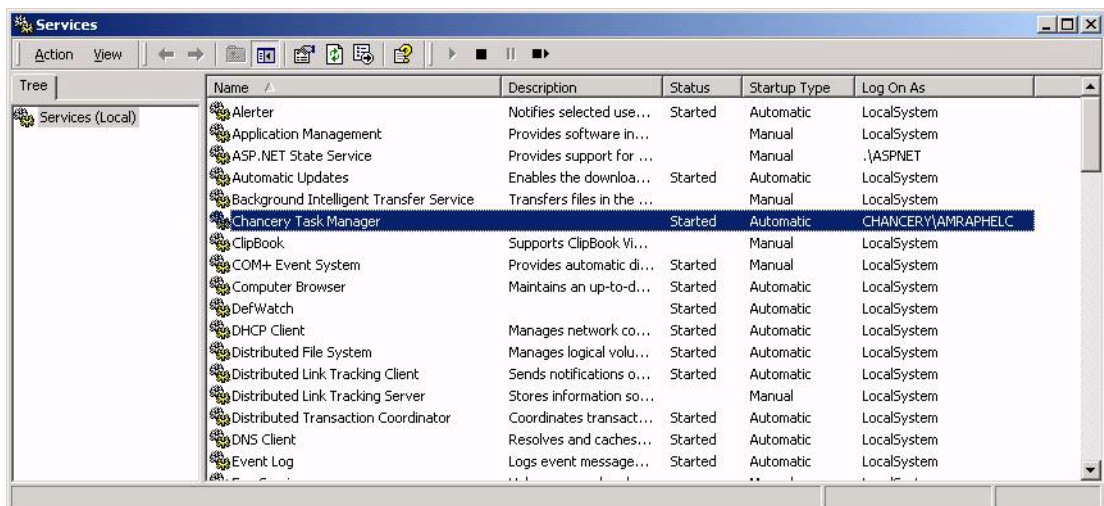 Services
Action View
Tree
Name Description Status Startup Type Log On As
Services (Local)
Alerter Notifies selected use... Started Automatic LocalSystem
Application Management Provides software in... Manual LocalSystem
ASP.NET State Service Provides support for ... Manual .\ASPNET
Automatic Updates Enables the downloa... Started Automatic LocalSystem
Background Intelligent Transfer Service Transfers files in the ... Manual LocalSystem
Chancery Task Manager Started Automatic CHANCERY\AMRAPHELC
ClipBook Supports ClipBook Vi... Manual LocalSystem
COM+ Event System Provides automatic di... Started Manual LocalSystem
Computer Browser Maintains an up-to-d... Started Automatic LocalSystem
DefWatch Started Automatic LocalSystem
DHCP Client Manages network co... Started Automatic LocalSystem
Distributed File System Manages logical volu... Started Automatic LocalSystem
Distributed Link Tracking Client Sends notifications o... Started Automatic LocalSystem
Distributed Link Tracking Server Stores information so... Manual LocalSystem
Distributed Transaction Coordinator Coordinates transact... Started Automatic LocalSystem
DNS Client Resolves and caches... Started Automatic LocalSystem
Event Log Logs event message... Started Automatic LocalSystem